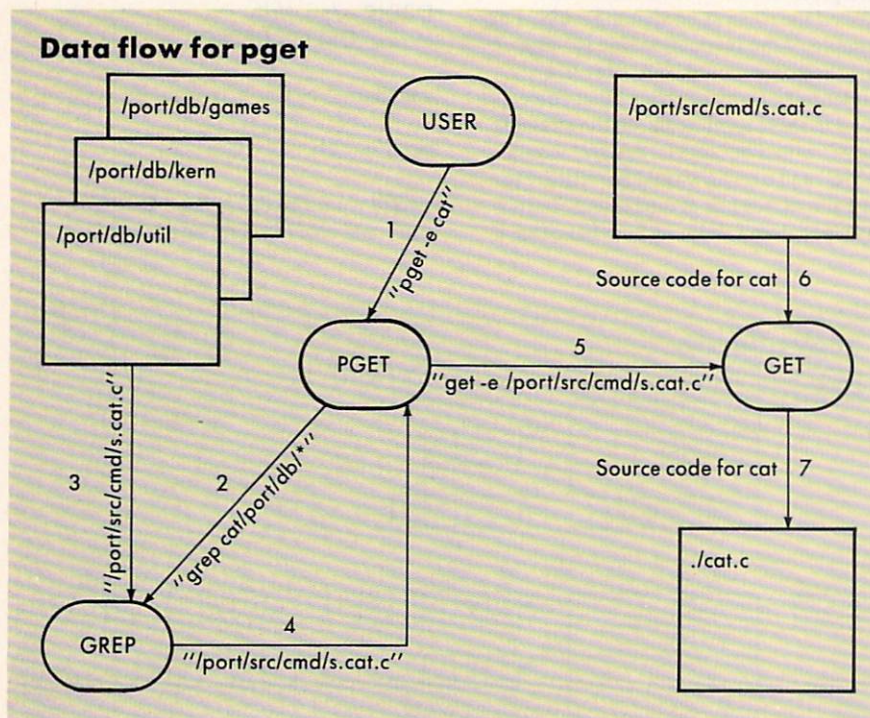 Data flow for pget
/port/db/games
/port/db/kern
/port/db/util
USER
/port/src/cmd/s.cat.c
1
"pget -e cat"
Source code for cat 6
PGET
5
"get -e /port/src/cmd/s.cat.c"
GET
3
"/port/src/cmd/s.cat.c"
2
"grep cat/port/db/*"
Source code for cat 7
./cat.c
GREP
4
"/port/src/cmd/s.cat.c"